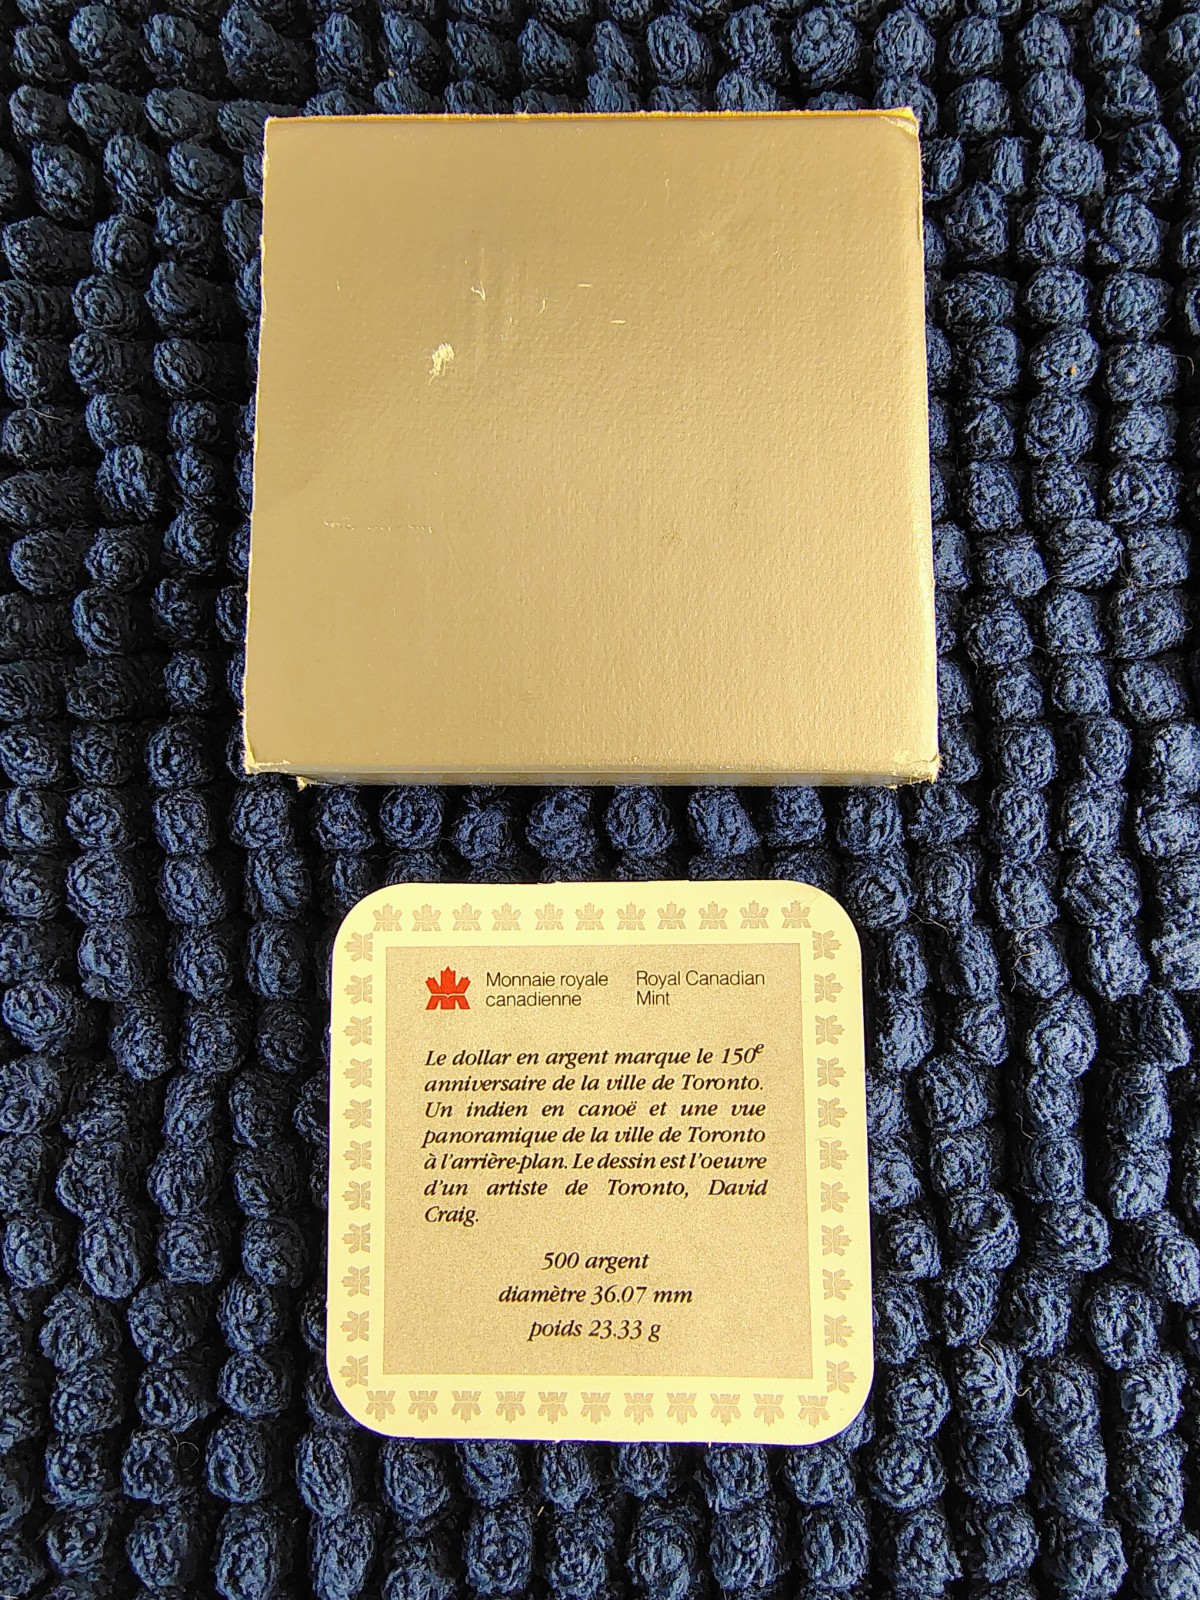 Monnaie royale canadienne
Royal Canadian Mint
Le dollar en argent marque le 150e
anniversaire de la ville de Toronto.
Un indien en canoë et une vue
panoramique de la ville de Toronto
à l'arrière-plan. Le dessin est l'oeuvre
d'un artiste de Toronto, David
Craig.
500 argent
diamètre 36.07 mm
poids 23.33 g